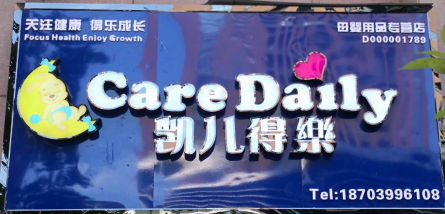 关注健康 俱乐成长
Focus Health Enjoy Growth
母婴用品专营店
D000001789
Care Daily
凯儿得樂
Tel:18703996108